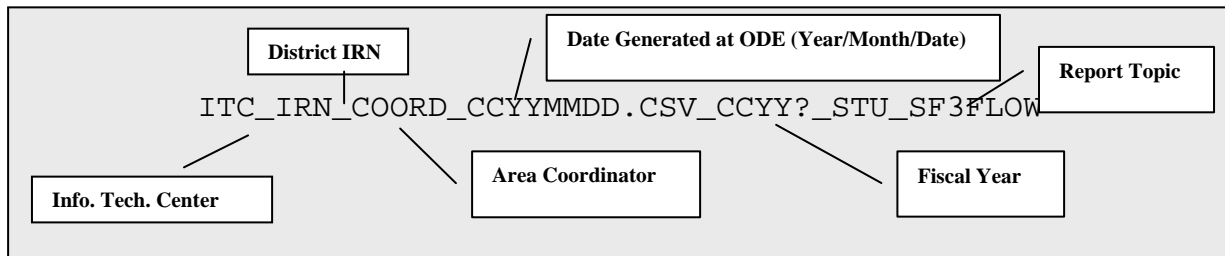 District IRN
Date Generated at ODE (Year/Month/Date)
Report Topic
ITC_IRN_COORD_CCYYMMDD.CSV_CCYY?_STU_SF3FLOW
Info. Tech. Center
Area Coordinator
Fiscal Year